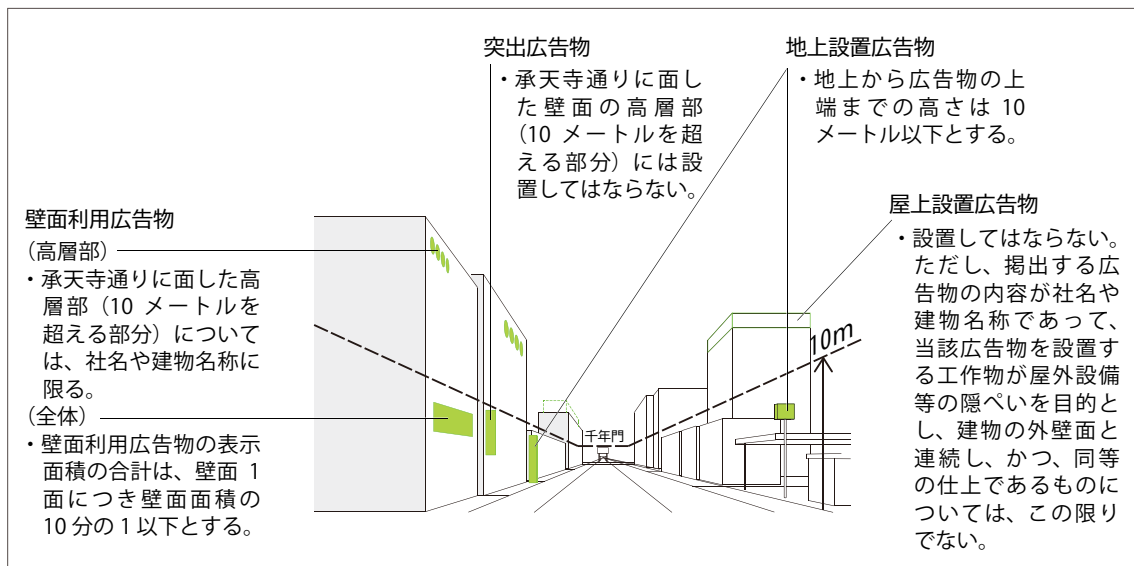 突出広告物
・承天寺通りに面し
た壁面の高層部
（10 メートルを超
える部分）には設
置してはならない。
地上設置広告物
・地上から広告物の上
端までの高さは 10
メートル以下とする。
壁面利用広告物
（高層部）
・承天寺通りに面した高
層部（10 メートルを
超える部分）について
は、社名や建物名称に
限る。
（全体）
・壁面利用広告物の表示
面積の合計は、壁面 1
面につき壁面面積の
10 分の 1 以下とする。
屋上設置広告物
・設置してはならない。
ただし、掲出する広
告物の内容が社名や
建物名称であって、
当該広告物を設置す
る工作物が屋外設備
等の隠ぺいを目的と
し、建物の外壁面と
連続し、かつ、同等
の仕上であるものに
ついては、この限り
でない。
10m
千年門